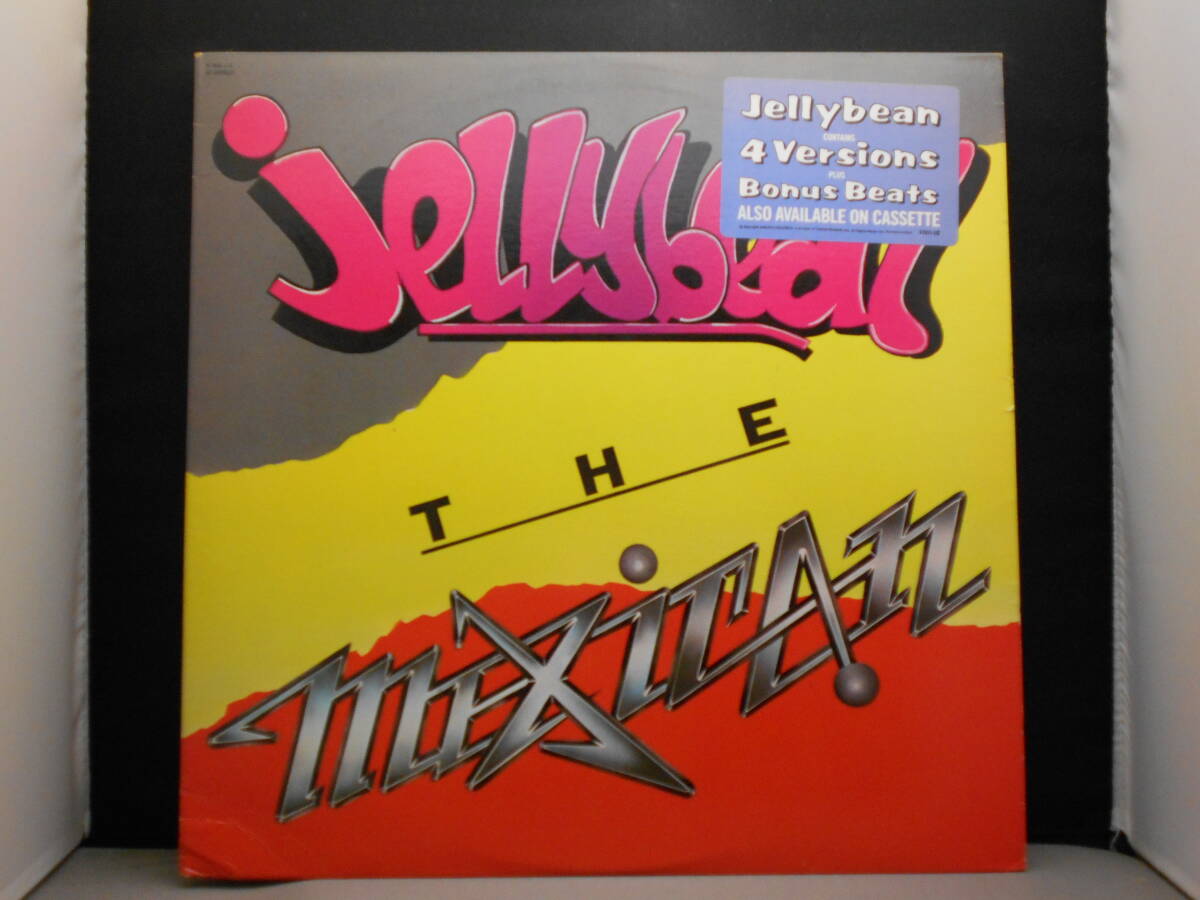 Jellybean
CONTAINS
4 Versions
PLUS
Bonus Beats
ALSO AVAILABLE ON CASSETTE
jellybean
THE
MEXICAN